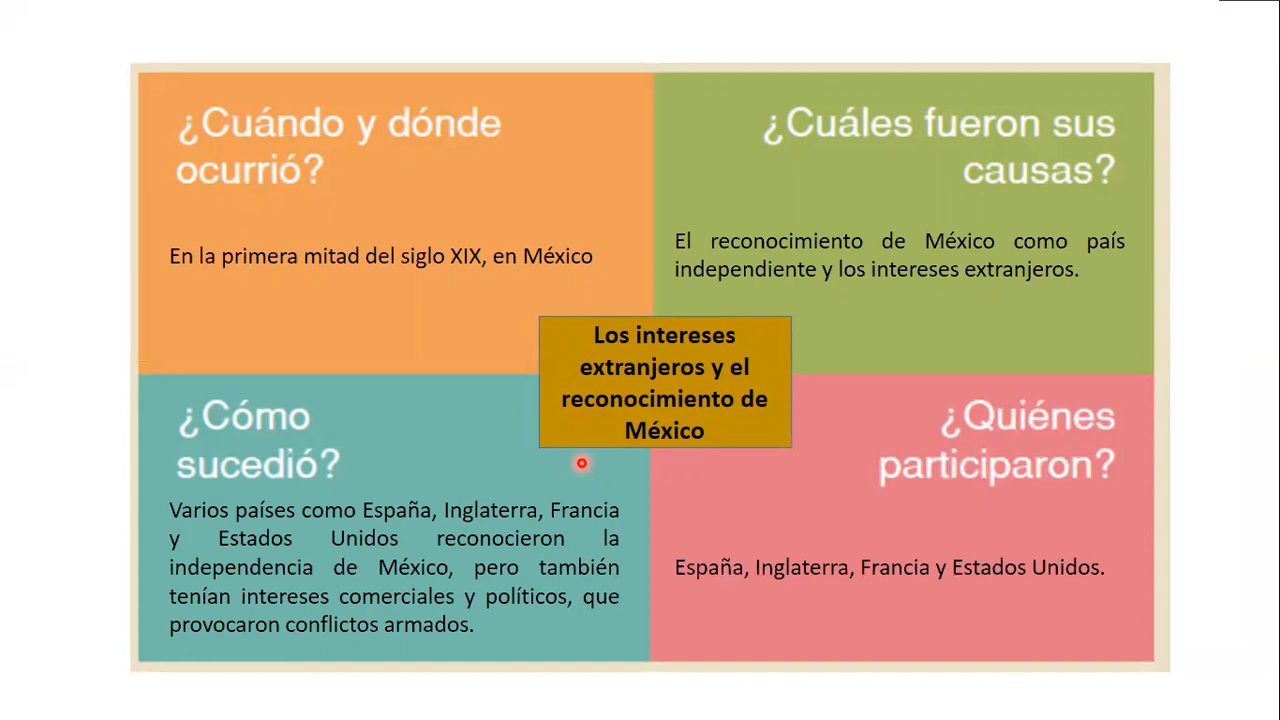 ¿Cuándo y dónde
ocurrió?
En la primera mitad del siglo XIX, en México
¿Cuáles fueron sus
causas?
El reconocimiento de México como país
independiente y los intereses extranjeros.
Los intereses
extranjeros y el
reconocimiento de
México
¿Cómo
sucedió?
Varios países como España, Inglaterra, Francia
y Estados Unidos reconocieron la
independencia de México, pero también
tenían intereses comerciales y políticos, que
provocaron conflictos armados.
¿Quiénes
participaron?
España, Inglaterra, Francia y Estados Unidos.